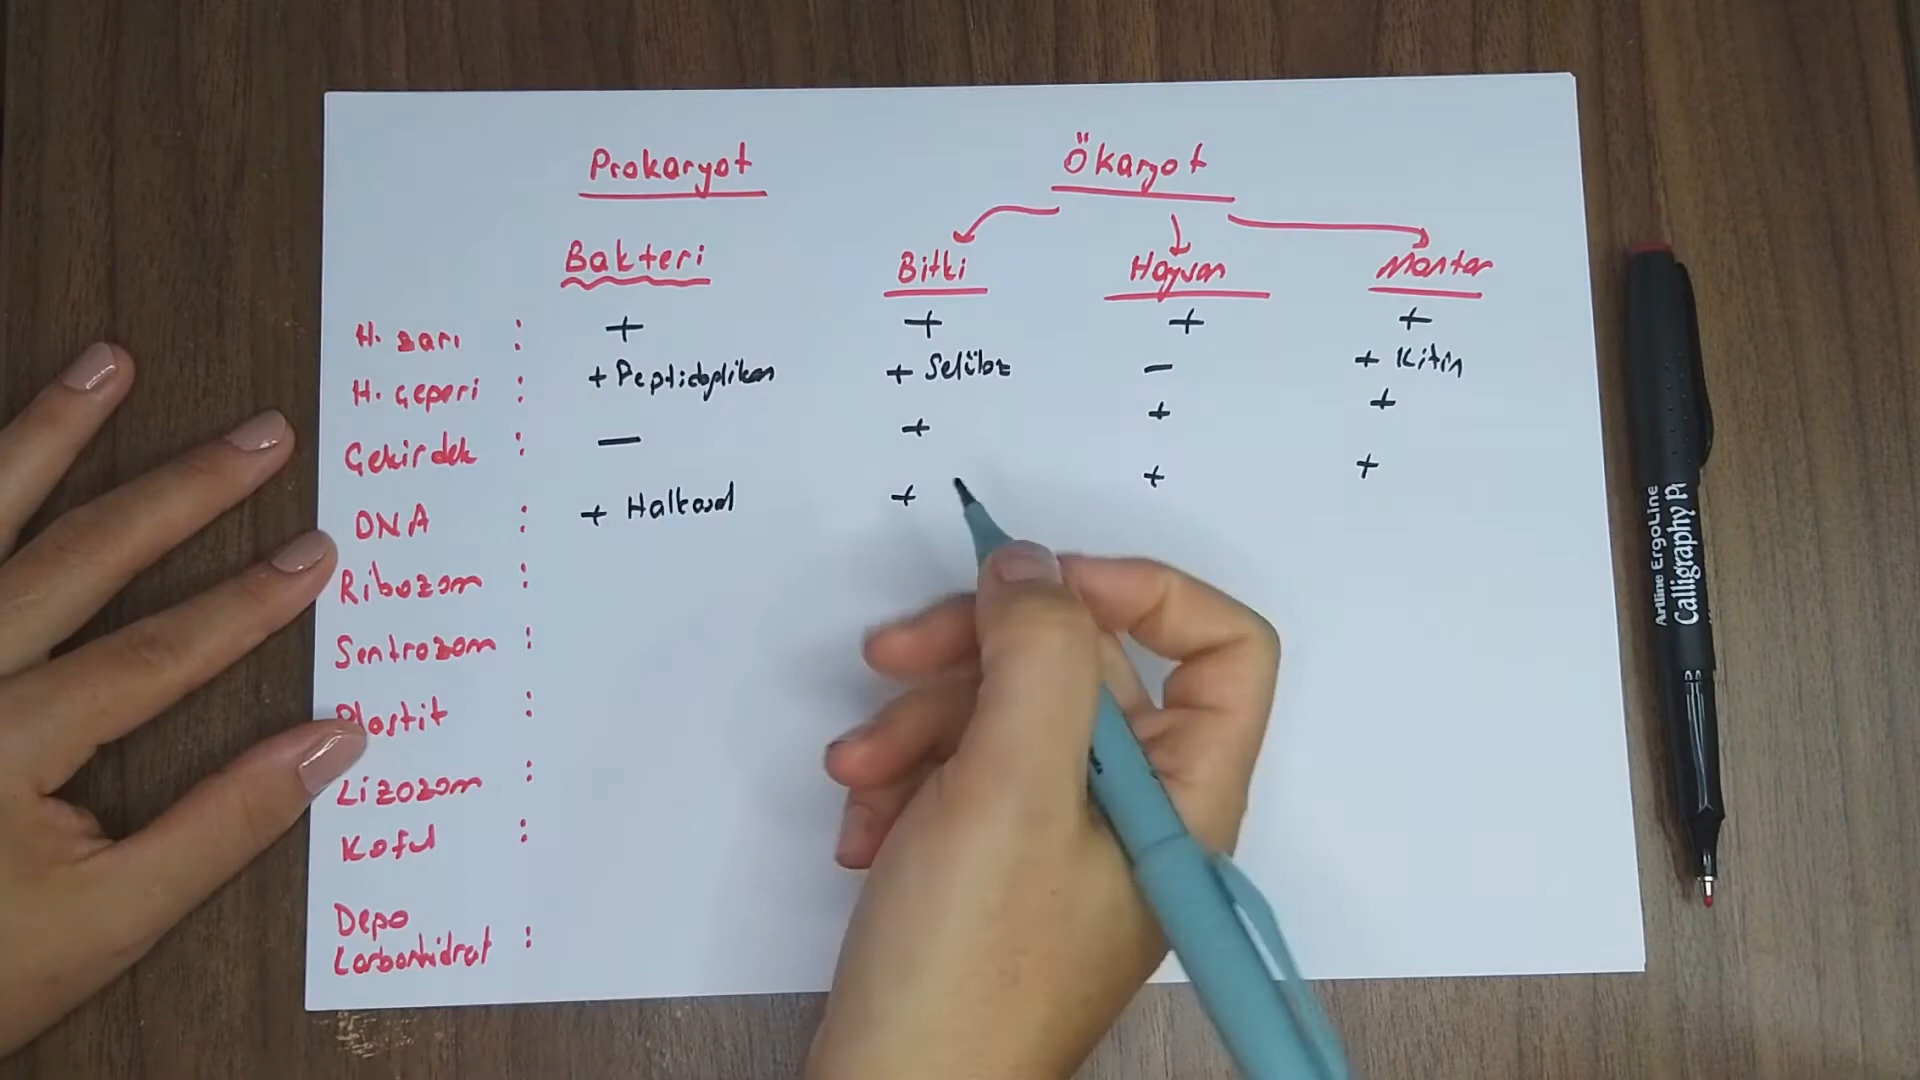 Prokaryot Ökaryot
Bakteri Bitki Hayvan Mantar
H. zarı : + + + +
H. Çeperi : + Peptidoglikan + Selüloz - + Kitin
Çekirdek : - + + +
DNA : + Halkasal + + +
Ribozom :
Sentrozom :
Plastit :
Lizozom :
Koful :
Depo
karbonhidrat :
Artline ErgoLine
Calligraphy